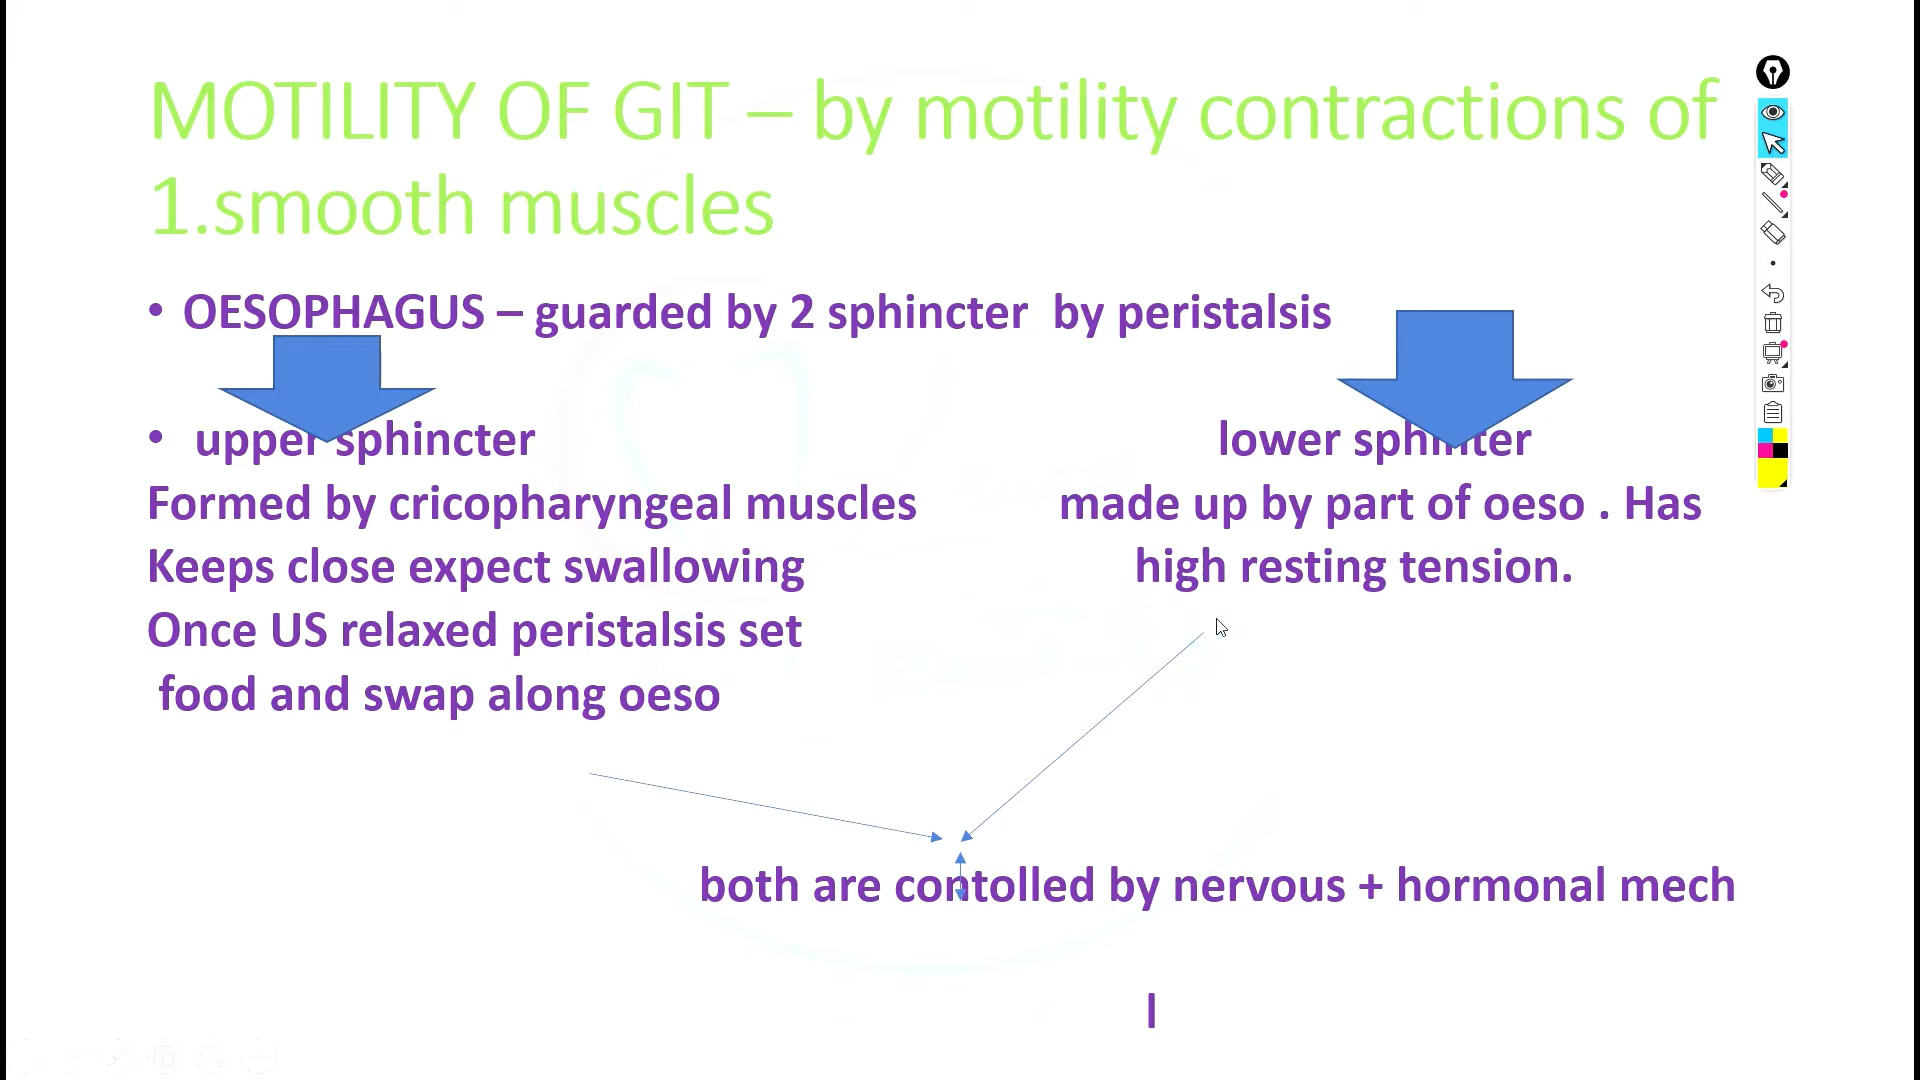 MOTILITY OF GIT – by motility contractions of
1.smooth muscles
• OESOPHAGUS – guarded by 2 sphincter by peristalsis
• upper sphincter lower sphinter
Formed by cricopharyngeal muscles made up by part of oeso . Has
Keeps close expect swallowing high resting tension.
Once US relaxed peristalsis set
food and swap along oeso
both are contolled by nervous + hormonal mech
l